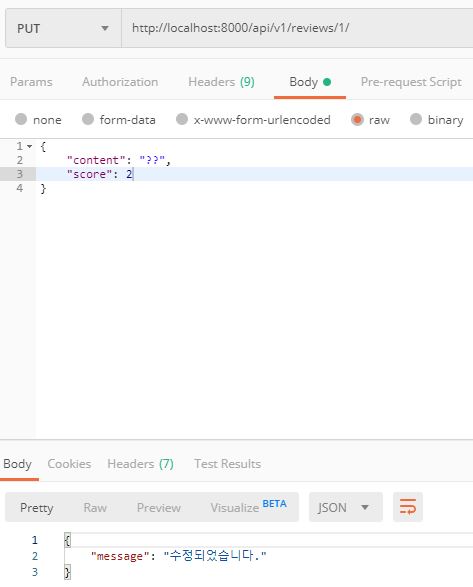 PUT http://localhost:8000/api/v1/reviews/1/
Params Authorization Headers (9) Body Pre-request Script
none form-data x-www-form-urlencoded raw binary
1 {
2 "content": "??",
3 "score": 2
4 }
Body Cookies Headers (7) Test Results
Pretty Raw Preview Visualize BETA JSON
1 {
2 "message": "수정되었습니다."
3 }